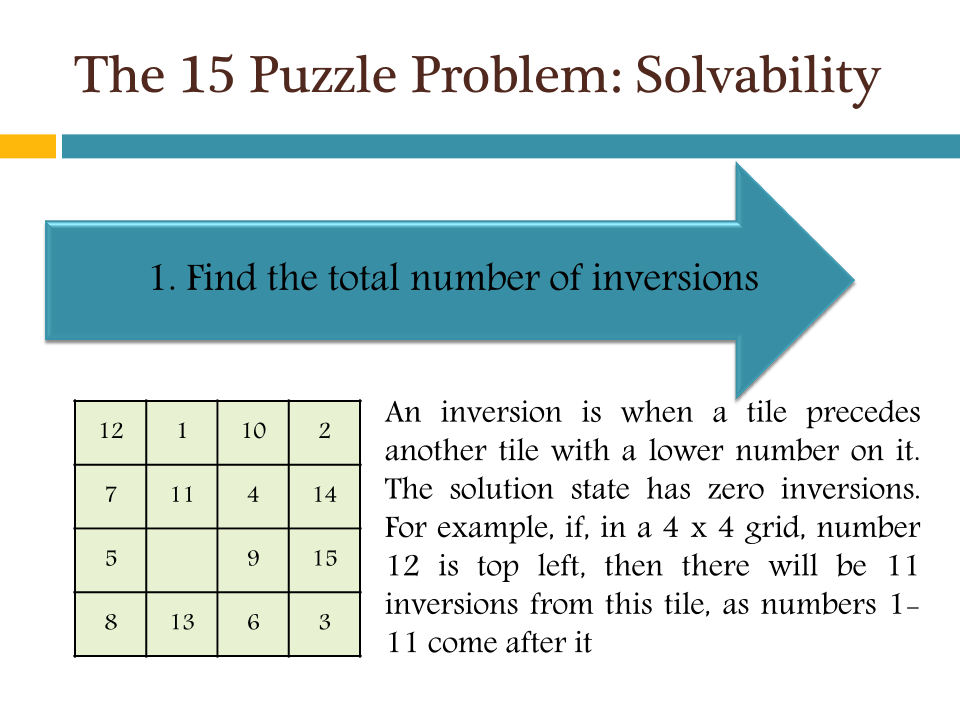 The 15 Puzzle Problem: Solvability
1. Find the total number of inversions
12 1 10 2
7 11 4 14
5 9 15
8 13 6 3
An inversion is when a tile precedes
another tile with a lower number on it.
The solution state has zero inversions.
For example, if, in a 4 x 4 grid, number
12 is top left, then there will be 11
inversions from this tile, as numbers 1-
11 come after it